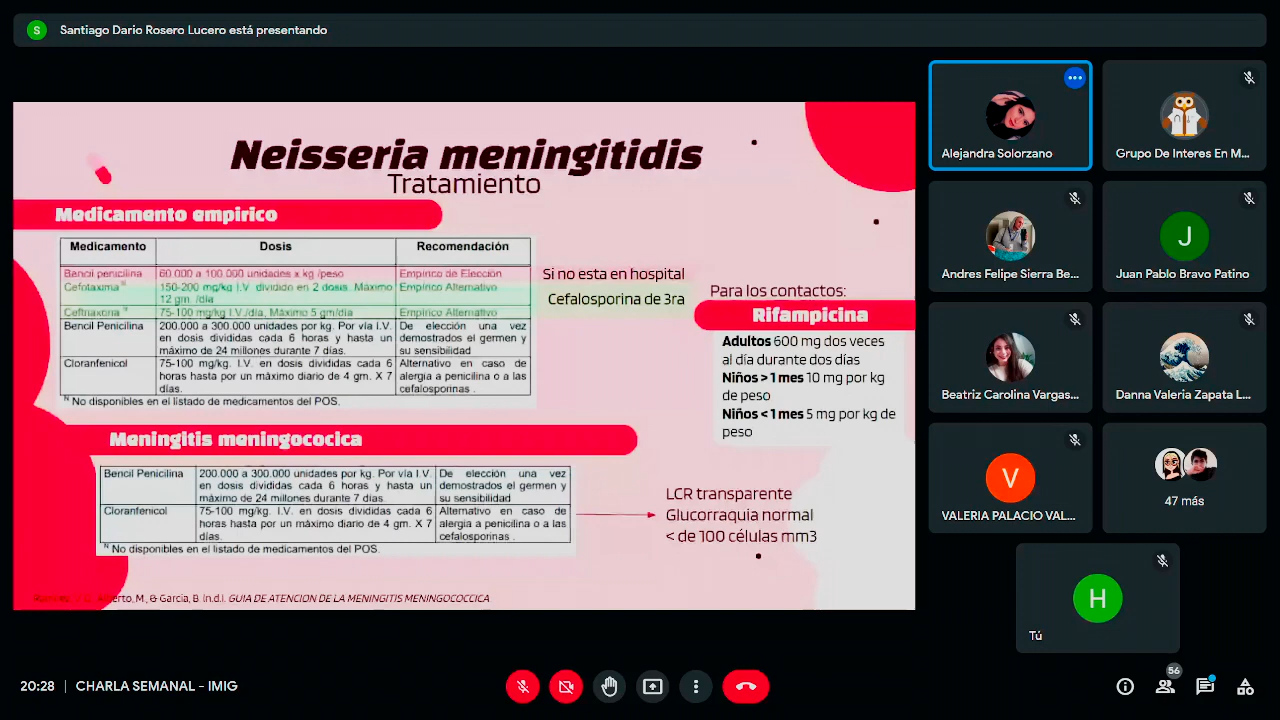 S
Santiago Dario Rosero Lucero está presentando
Neisseria meningitidis
Tratamiento
Medicamento empirico
Medicamento Dosis Recomendación
Bencil penicilina 60.000 a 100.000 unidades x kg /peso Empírico de Elección
Cefotaxima N 150-200 mg/kg I.V. dividido en 2 dosis. Máximo 12 gm. /día Empírico Alternativo
Ceftriaxona N 75-100 mg/kg I.V./día, Máximo 5 gm/día Empírico Alternativo
Bencil Penicilina 200.000 a 300.000 unidades por kg. Por vía I.V. De elección una vez
en dosis divididas cada 6 horas y hasta un demostrados el germen y
máximo de 24 millones durante 7 días. su sensibilidad
Cloranfenicol 75-100 mg/kg. I.V. en dosis divididas cada 6 Alternativo en caso de
horas hasta por un máximo diario de 4 gm. X 7 alergia a penicilina o a las
días. cefalosporinas .
N No disponibles en el listado de medicamentos del POS.
Si no esta en hospital
Cefalosporina de 3ra
Para los contactos:
Rifampicina
Adultos 600 mg dos veces
al día durante dos días
Niños > 1 mes 10 mg por kg
de peso
Niños < 1 mes 5 mg por kg de
peso
Meningitis meningococica
Bencil Penicilina 200.000 a 300.000 unidades por kg. Por vía I.V. De elección una vez
en dosis divididas cada 6 horas y hasta un demostrados el germen y
máximo de 24 millones durante 7 días. su sensibilidad
Cloranfenicol 75-100 mg/kg. I.V. en dosis divididas cada 6 Alternativo en caso de
horas hasta por un máximo diario de 4 gm. X 7 alergia a penicilina o a las
días. cefalosporinas .
N No disponibles en el listado de medicamentos del POS.
LCR transparente
Glucorraquia normal
< de 100 células mm3
M., & Garcia, B. (n.d.). GUIA DE ATENCION DE LA MENINGITIS MENINGOCOCCICA
Alejandra Solorzano
Grupo De Interes En M...
Andres Felipe Sierra Be...
J
Juan Pablo Bravo Patino
Beatriz Carolina Vargas...
Danna Valeria Zapata L...
V
VALERIA PALACIO VAL...
47 más
H
Tú
20:28 | CHARLA SEMANAL - IMIG
56